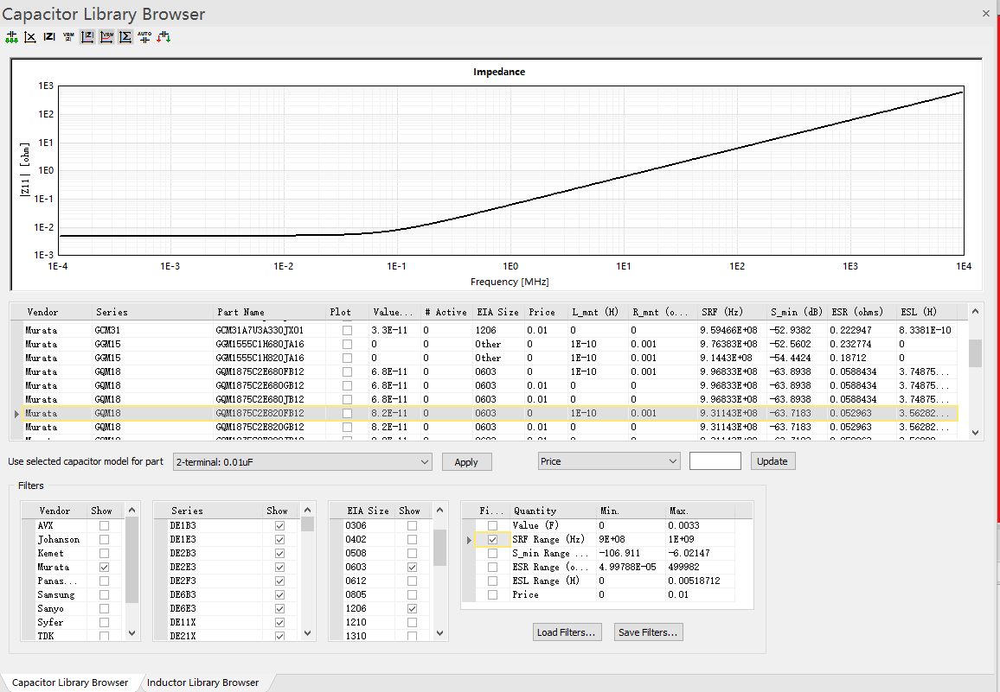 Capacitor Library Browser
|Z| VRM |Z| |Z| VRM Σ AUTO
Impedance
1E3
1E2
1E1
1E0
1E-1
1E-2
1E-3
|Z11| [ohm]
1E-4 1E-3 1E-2 1E-1 1E0 1E1 1E2 1E3 1E4
Frequency [MHz]
Vendor Series Part Name Plot Value... # Active EIA Size Price L_mnt (H) R_mnt (o... SRF (Hz) S_min (dB) ESR (ohms) ESL (H)
Murata GCM31 GCM31A7U3A330JX01 3.3E-11 0 1206 0.01 0 0 9.59466E+08 -52.9382 0.222947 8.3381E-10
Murata GGM15 GGM1555C1H680JA16 0 0 Other 0 1E-10 0.001 9.76383E+08 -52.5602 0.232774 0
Murata GGM15 GGM1555C1H820JA16 0 0 Other 0 1E-10 0.001 9.1443E+08 -54.4424 0.18712 0
Murata GQM18 GQM1875C2E680FB12 6.8E-11 0 0603 0 1E-10 0.001 9.96833E+08 -63.8938 0.0588434 3.74875...
Murata GQM18 GQM1875C2E680GB12 6.8E-11 0 0603 0.01 0 0 9.96833E+08 -63.8938 0.0588434 3.74875...
Murata GQM18 GQM1875C2E680JB12 6.8E-11 0 0603 0.01 0 0 9.96833E+08 -63.8938 0.0588434 3.74875...
Murata GQM18 GQM1875C2E820FB12 8.2E-11 0 0603 0 1E-10 0.001 9.31143E+08 -63.7183 0.052963 3.56282...
Murata GQM18 GQM1875C2E820GB12 8.2E-11 0 0603 0.01 0 0 9.31143E+08 -63.7183 0.052963 3.56282...
Use selected capacitor model for part 2-terminal: 0.01uF Apply Price Update
Filters
Vendor Show Series Show EIA Size Show Fi... Quantity Min. Max.
AVX DE1B3 0306 Value (F) 0 0.0033
Johanson DE1E3 0402 SRF Range (Hz) 9E+08 1E+09
Kemet DE2B3 0508 S_min Range ... -106.911 -6.02147
Murata DE2E3 0603 ESR Range (o... 4.99788E-05 499982
Panas... DE2F3 0612 ESL Range (H) 0 0.00518712
Samsung DE6B3 0805 Price 0 0.01
Sanyo DE6E3 1206
Syfer DE11X 1210
TDK DE21X 1310
Load Filters... Save Filters...
Capacitor Library Browser Inductor Library Browser